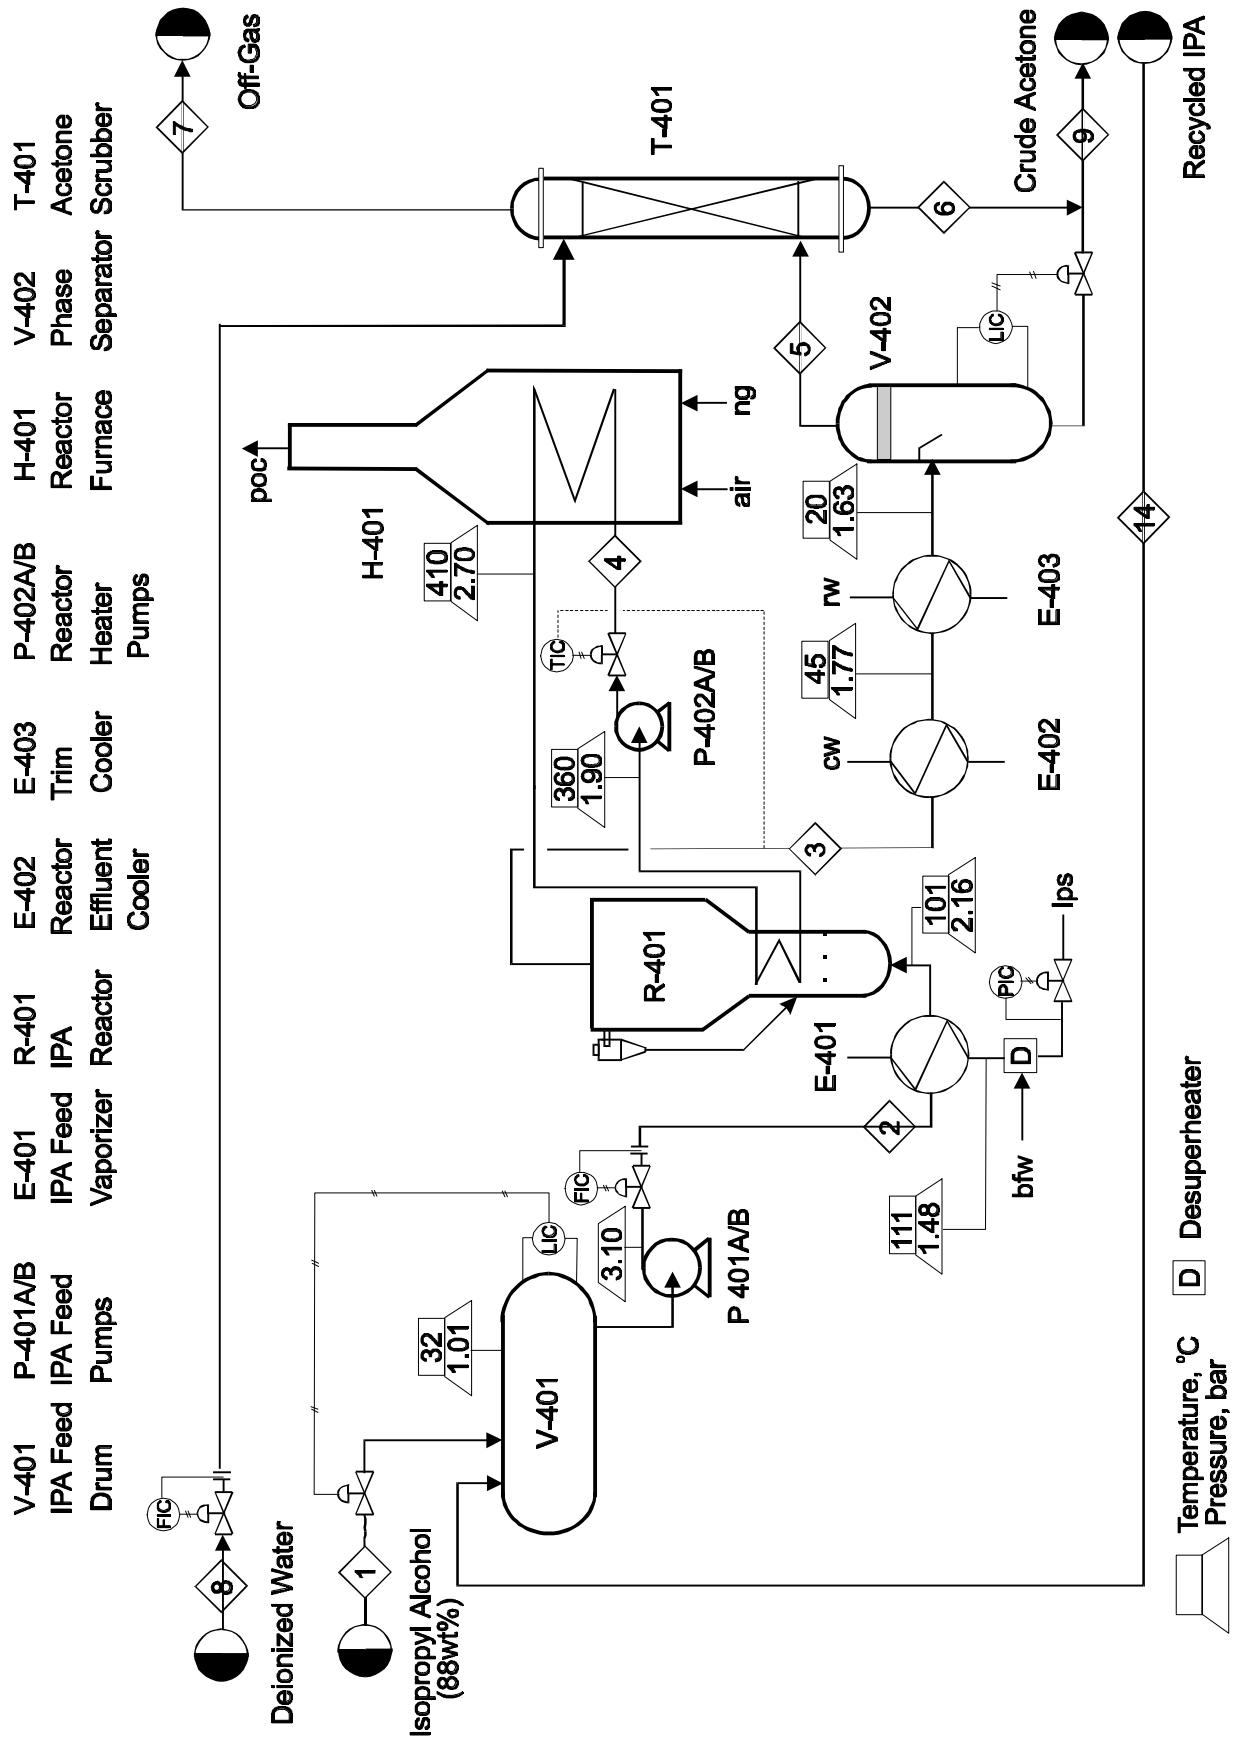 V-401
IPA Feed
Drum
P-401A/B
IPA Feed
Pumps
E-401
IPA Feed
Vaporizer
R-401
IPA
Reactor
E-402
Reactor
Effluent
Cooler
E-403
Trim
Cooler
P-402A/B
Reactor
Heater
Pumps
H-401
Reactor
Furnace
V-402
Phase
Separator
T-401
Acetone
Scrubber
FIC
8
Deionized Water
7
Off-Gas
poc
H-401
air
ng
T-401
1
Isopropyl Alcohol
(88wt%)
32
1.01
V-401
LIC
3.10
FIC
P 401A/B
R-401
410
2.70
TIC
4
360
1.90
P-402A/B
5
V-402
LIC
6
Crude Acetone
9
2
E-401
101
2.16
111
1.48
bfw
D
PIC
lps
3
cw
E-402
45
1.77
rw
E-403
20
1.63
14
Recycled IPA
Temperature, °C
Pressure, bar
D
Desuperheater